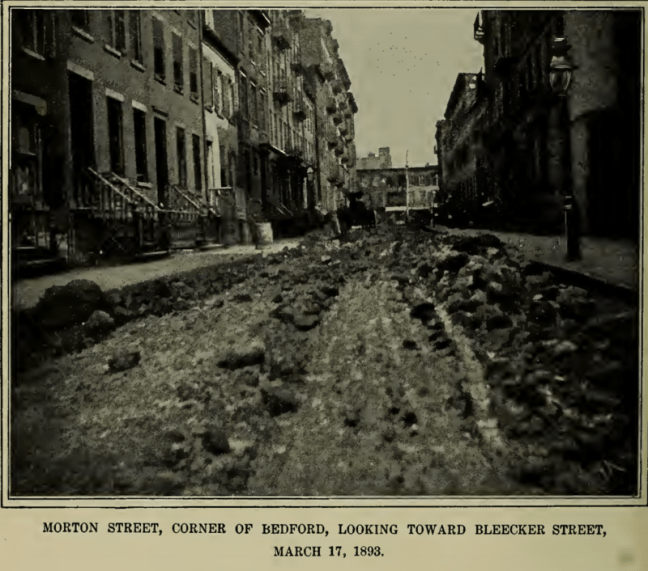 MORTON STREET, CORNER OF BEDFORD, LOOKING TOWARD BLEECKER STREET,
MARCH 17, 1893.